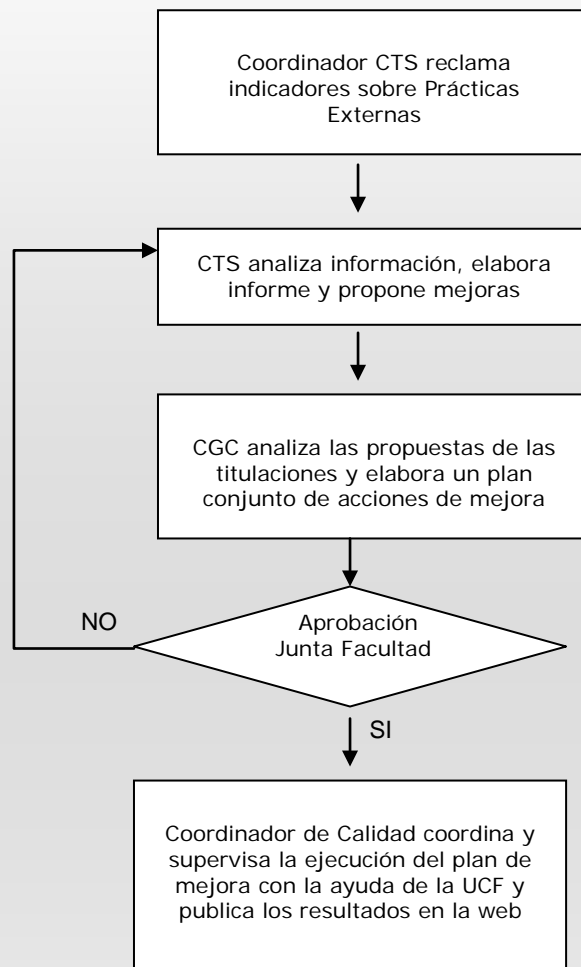 Coordinador CTS reclama
indicadores sobre Prácticas
Externas
CTS analiza información, elabora
informe y propone mejoras
CGC analiza las propuestas de las
titulaciones y elabora un plan
conjunto de acciones de mejora
NO
Aprobación
Junta Facultad
SI
Coordinador de Calidad coordina y
supervisa la ejecución del plan de
mejora con la ayuda de la UCF y
publica los resultados en la web